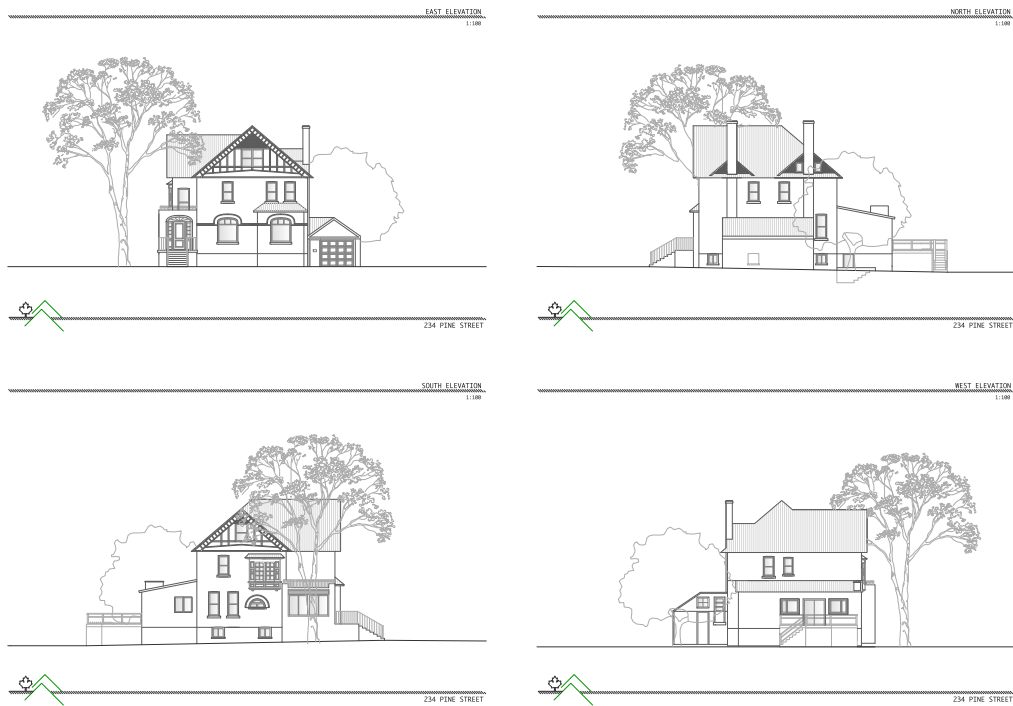 EAST ELEVATION
1:100
234 PINE STREET
NORTH ELEVATION
1:100
234 PINE STREET
SOUTH ELEVATION
1:100
234 PINE STREET
WEST ELEVATION
1:100
234 PINE STREET